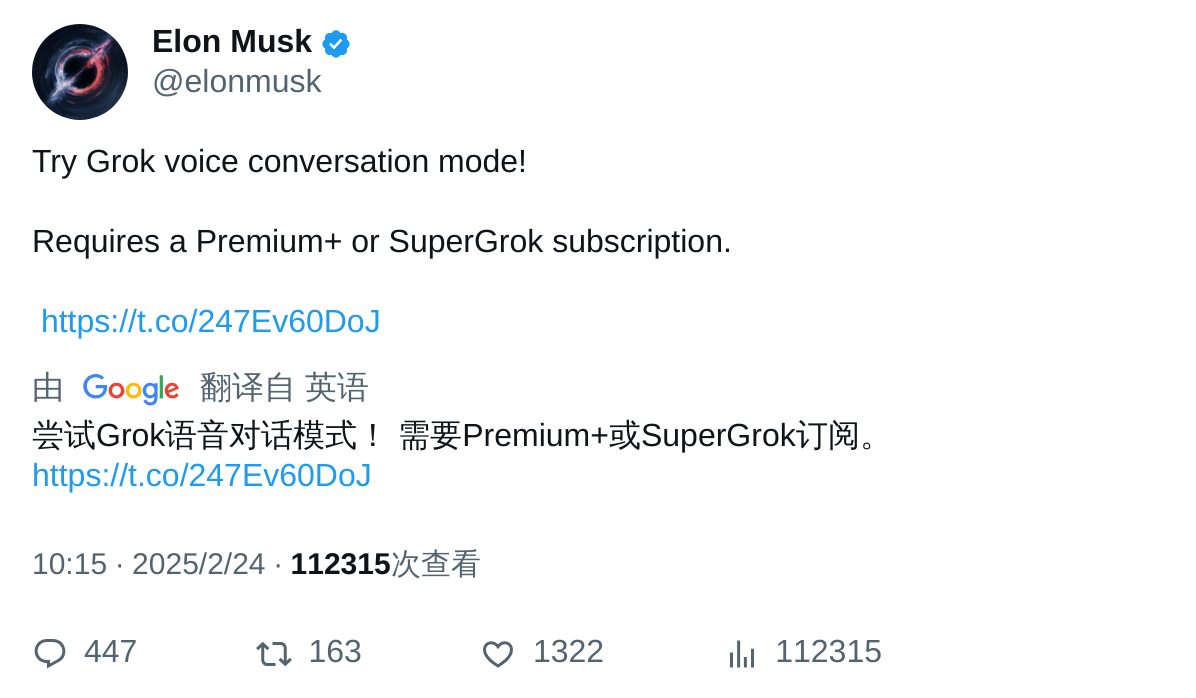 Elon Musk
@elonmusk
Try Grok voice conversation mode!
Requires a Premium+ or SuperGrok subscription.
https://t.co/247Ev60DoJ
由 Google 翻译自 英语
尝试Grok语音对话模式！ 需要Premium+或SuperGrok订阅。
https://t.co/247Ev60DoJ
10:15 · 2025/2/24 · 112315次查看
447 163 1322 112315